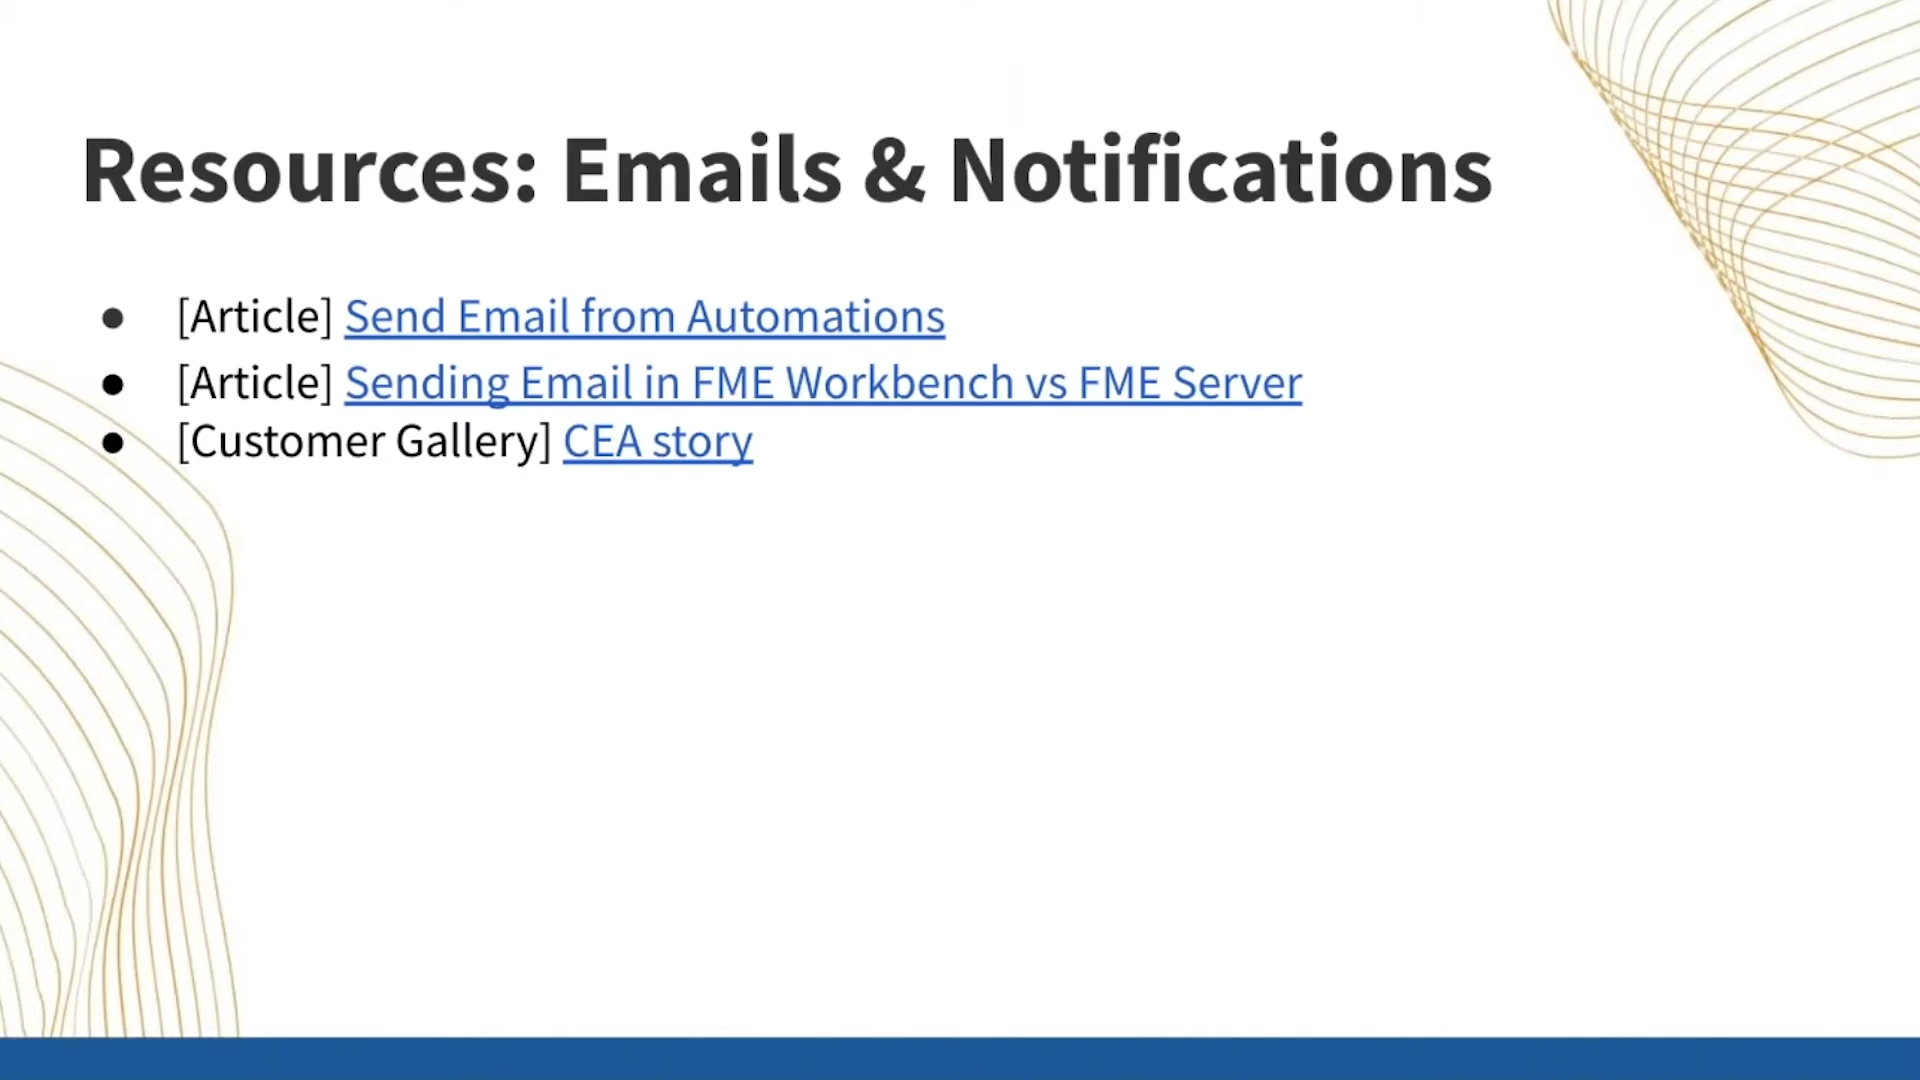 Resources: Emails & Notifications
● [Article] Send Email from Automations
● [Article] Sending Email in FME Workbench vs FME Server
● [Customer Gallery] CEA story